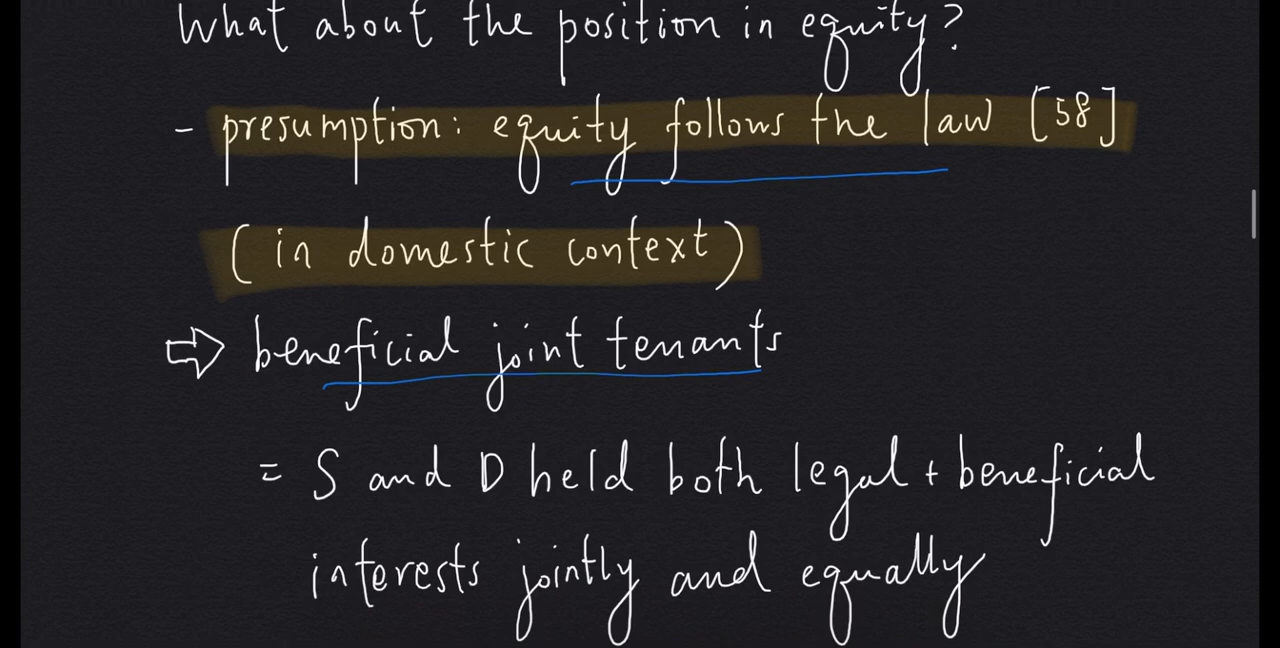 What about the position in equity?
- presumption: equity follows the law [58]
(in domestic context)
⇨ beneficial joint tenants
= S and D held both legal + beneficial
interests jointly and equally